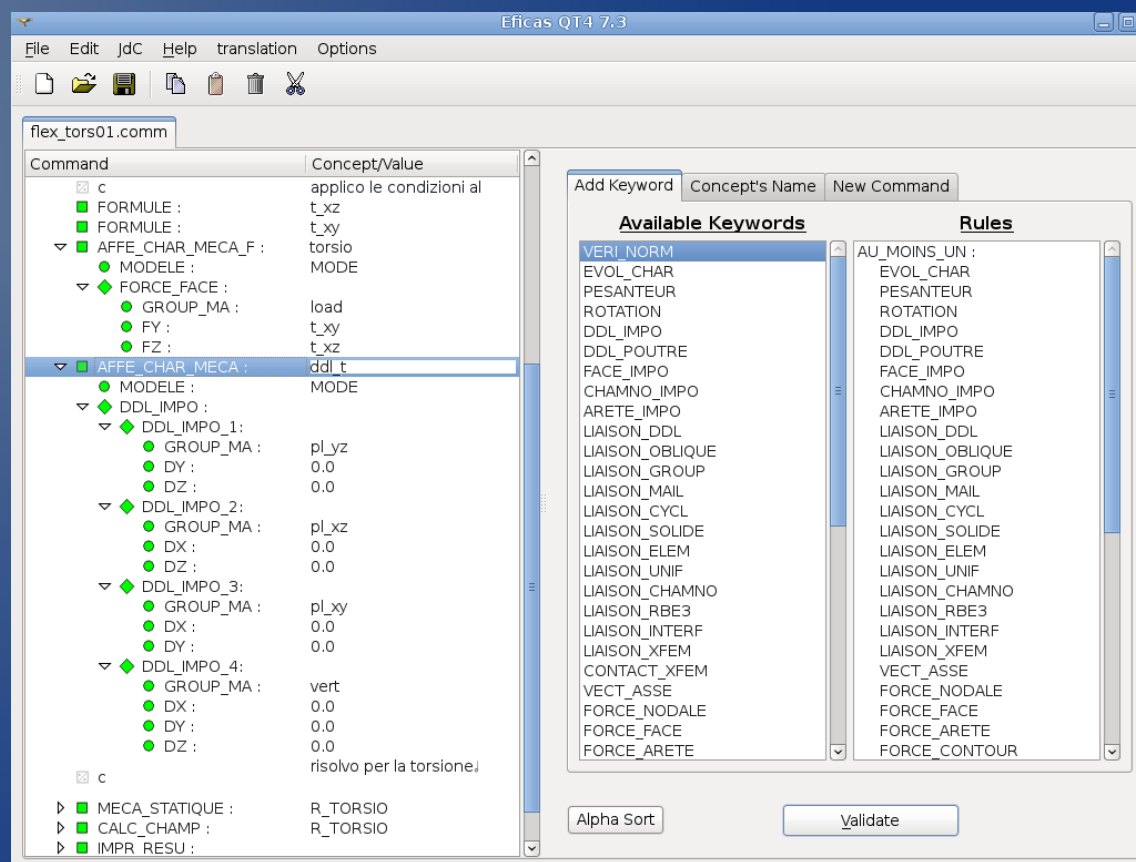 Eficas QT4 7.3
File Edit JdC Help translation Options
flex_tors01.comm
Command Concept/Value
c applico le condizioni al
FORMULE : t_xz
FORMULE : t_xy
AFFE_CHAR_MECA_F : torsio
MODELE : MODE
FORCE_FACE :
GROUP_MA : load
FY : t_xy
FZ : t_xz
AFFE_CHAR_MECA : ddl_t
MODELE : MODE
DDL_IMPO :
DDL_IMPO_1:
GROUP_MA : pl_yz
DY : 0.0
DZ : 0.0
DDL_IMPO_2:
GROUP_MA : pl_xz
DX : 0.0
DZ : 0.0
DDL_IMPO_3:
GROUP_MA : pl_xy
DX : 0.0
DY : 0.0
DDL_IMPO_4:
GROUP_MA : vert
DX : 0.0
DY : 0.0
DZ : 0.0
c risolvo per la torsione
MECA_STATIQUE : R_TORSIO
CALC_CHAMP : R_TORSIO
IMPR_RESU :
Add Keyword Concept's Name New Command
Available Keywords
VERI_NORM
EVOL_CHAR
PESANTEUR
ROTATION
DDL_IMPO
DDL_POUTRE
FACE_IMPO
CHAMNO_IMPO
ARETE_IMPO
LIAISON_DDL
LIAISON_OBLIQUE
LIAISON_GROUP
LIAISON_MAIL
LIAISON_CYCL
LIAISON_SOLIDE
LIAISON_ELEM
LIAISON_UNIF
LIAISON_CHAMNO
LIAISON_RBE3
LIAISON_INTERF
LIAISON_XFEM
CONTACT_XFEM
VECT_ASSE
FORCE_NODALE
FORCE_FACE
FORCE_ARETE
Rules
AU_MOINS_UN :
EVOL_CHAR
PESANTEUR
ROTATION
DDL_IMPO
DDL_POUTRE
FACE_IMPO
CHAMNO_IMPO
ARETE_IMPO
LIAISON_DDL
LIAISON_OBLIQUE
LIAISON_GROUP
LIAISON_MAIL
LIAISON_CYCL
LIAISON_SOLIDE
LIAISON_ELEM
LIAISON_UNIF
LIAISON_CHAMNO
LIAISON_RBE3
LIAISON_INTERF
LIAISON_XFEM
VECT_ASSE
FORCE_NODALE
FORCE_FACE
FORCE_ARETE
FORCE_CONTOUR
Alpha Sort Validate